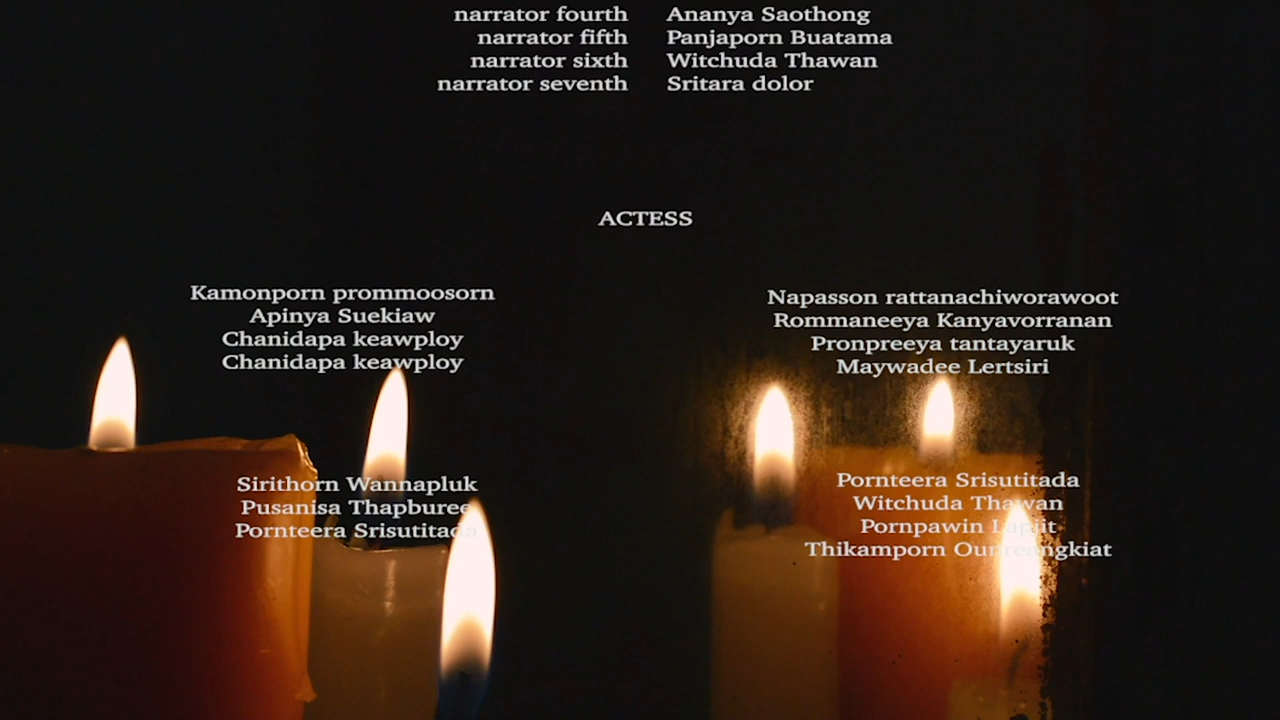 narrator fourth Ananya Saothong
narrator fifth Panjaporn Buatama
narrator sixth Witchuda Thawan
narrator seventh Sritara dolor
ACTESS
Kamonporn prommoosorn
Apinya Suekiaw
Chanidapa keawploy
Chanidapa keawploy
Napasson rattanachiworawoot
Rommaneeya Kanyavorranan
Pronpreeya tantayaruk
Maywadee Lertsiri
Sirithorn Wannapluk
Pusanisa Thapburee
Pornteera Srisutitada
Pornteera Srisutitada
Witchuda Thawan
Pornpawin
Thikamporn